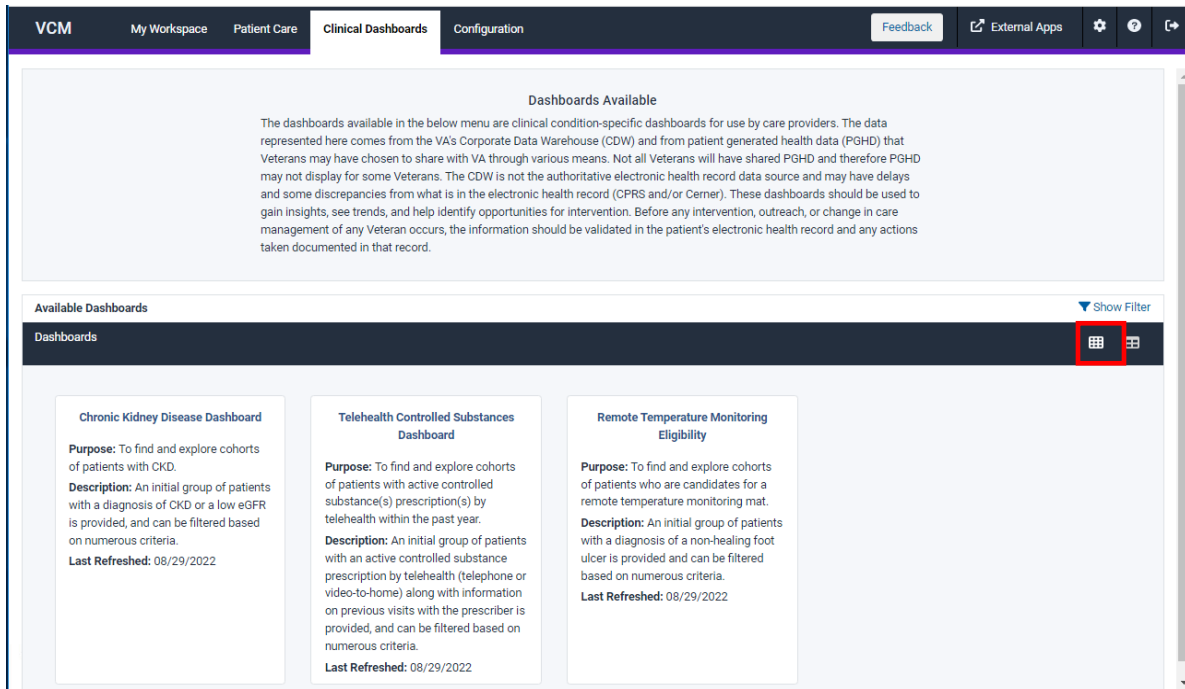 VCM My Workspace Patient Care Clinical Dashboards Configuration Feedback External Apps
Dashboards Available
The dashboards available in the below menu are clinical condition-specific dashboards for use by care providers. The data
represented here comes from the VA's Corporate Data Warehouse (CDW) and from patient generated health data (PGHD) that
Veterans may have chosen to share with VA through various means. Not all Veterans will have shared PGHD and therefore PGHD
may not display for some Veterans. The CDW is not the authoritative electronic health record data source and may have delays
and some discrepancies from what is in the electronic health record (CPRS and/or Cerner). These dashboards should be used to
gain insights, see trends, and help identify opportunities for intervention. Before any intervention, outreach, or change in care
management of any Veteran occurs, the information should be validated in the patient's electronic health record and any actions
taken documented in that record.
Available Dashboards Show Filter
Dashboards
Chronic Kidney Disease Dashboard
Purpose: To find and explore cohorts
of patients with CKD.
Description: An initial group of patients
with a diagnosis of CKD or a low eGFR
is provided, and can be filtered based
on numerous criteria.
Last Refreshed: 08/29/2022
Telehealth Controlled Substances
Dashboard
Purpose: To find and explore cohorts
of patients with active controlled
substance(s) prescription(s) by
telehealth within the past year.
Description: An initial group of patients
with an active controlled substance
prescription by telehealth (telephone or
video-to-home) along with information
on previous visits with the prescriber is
provided, and can be filtered based on
numerous criteria.
Last Refreshed: 08/29/2022
Remote Temperature Monitoring
Eligibility
Purpose: To find and explore cohorts
of patients who are candidates for a
remote temperature monitoring mat.
Description: An initial group of patients
with a diagnosis of a non-healing foot
ulcer is provided and can be filtered
based on numerous criteria.
Last Refreshed: 08/29/2022